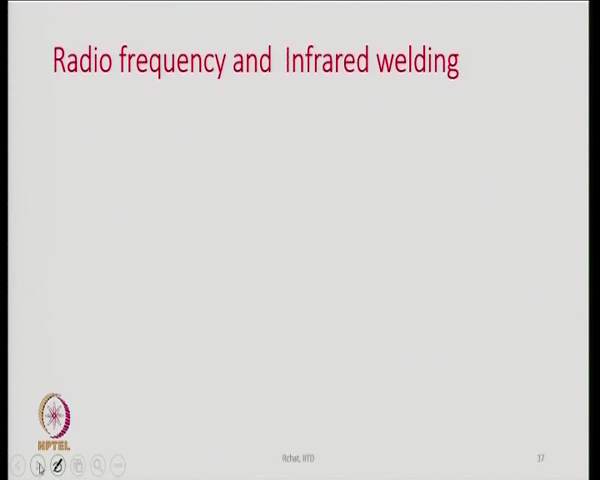 Radio frequency and Infrared welding
NPTEL
Rchat, IITD
37